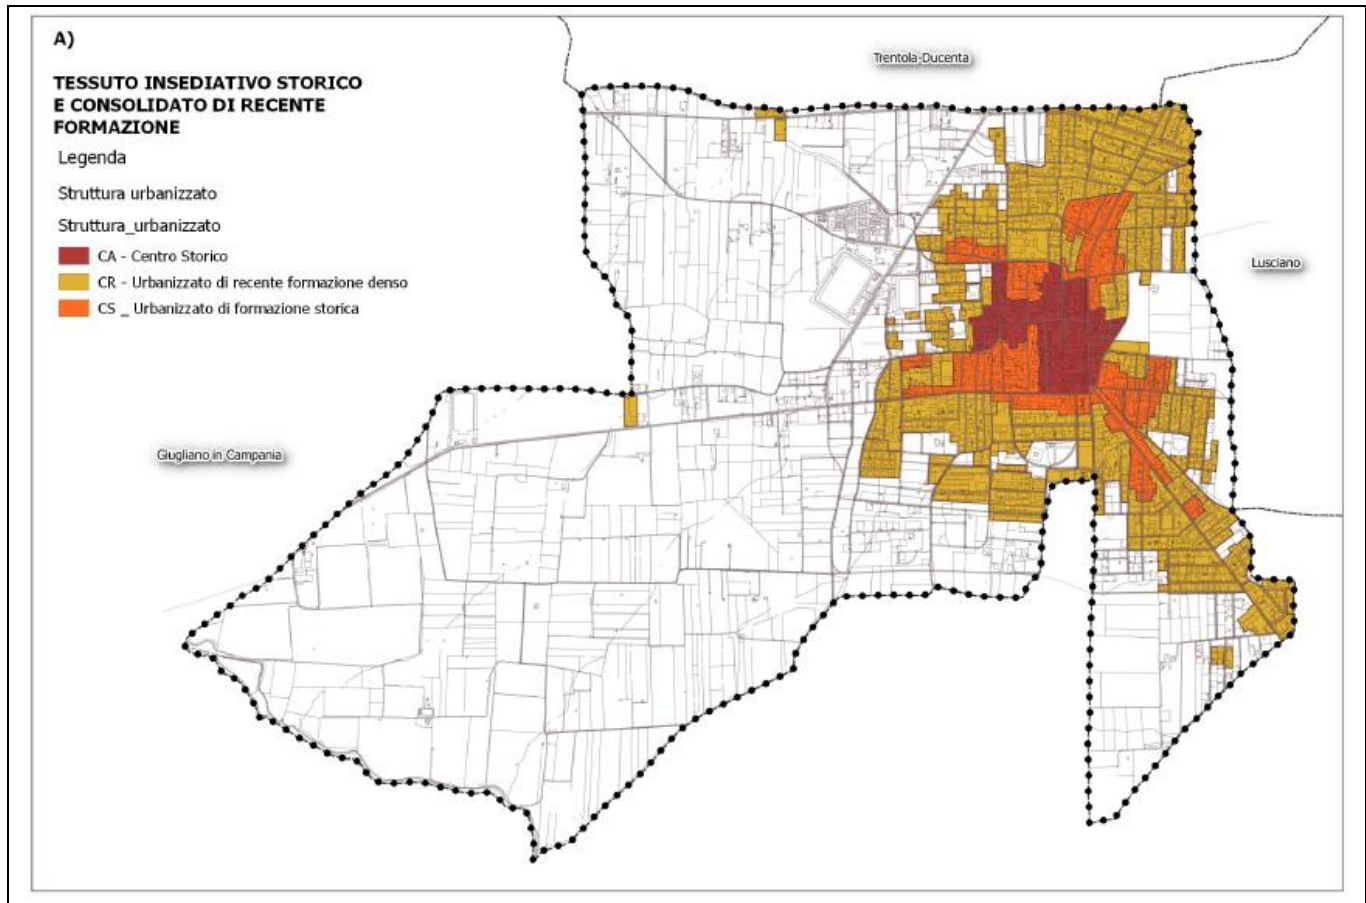 A)
TESSUTO INSEDIATIVO STORICO
E CONSOLIDATO DI RECENTE
FORMAZIONE
Legenda
Struttura urbanizzato
Struttura_urbanizzato
CA - Centro Storico
CR - Urbanizzato di recente formazione denso
CS _ Urbanizzato di formazione storica
Trentola-Ducenta
Lusciano
Giugliano in Campania